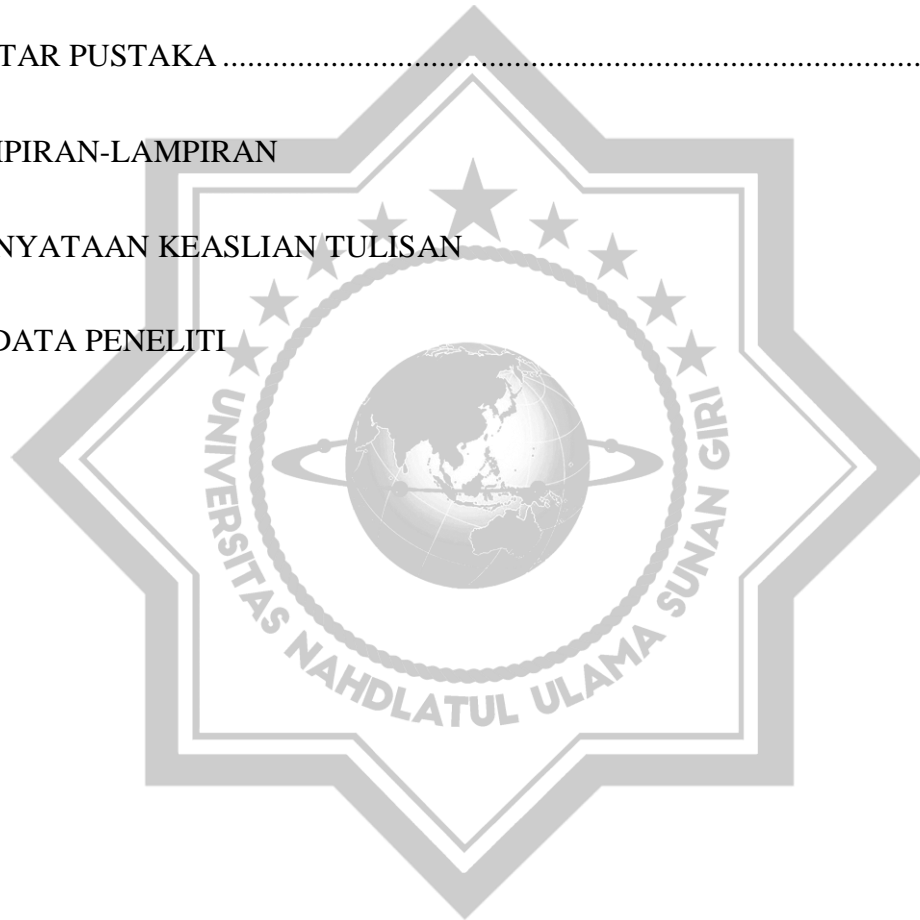 TAR PUSTAKA ....................................................................................
IPIRAN-LAMPIRAN
NYATAAN KEASLIAN TULISAN
DATA PENELITI
UNIVERSITAS NAHDLATUL ULAMA SUNAN GIRI